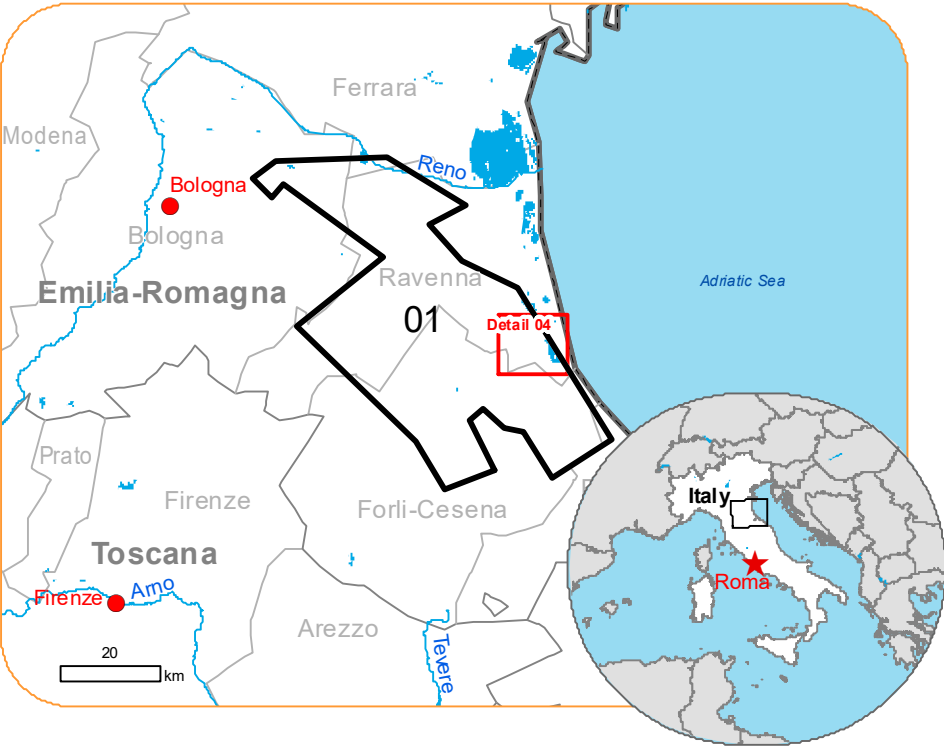 Ferrara
Modena
Reno
Bologna
Bologna
Ravenna
Adriatic Sea
Emilia-Romagna
01
Detail 04
Prato
Firenze
Italy
Forli-Cesena
Toscana
Roma
Arno
Firenze
Arezzo
Tevere
20
km